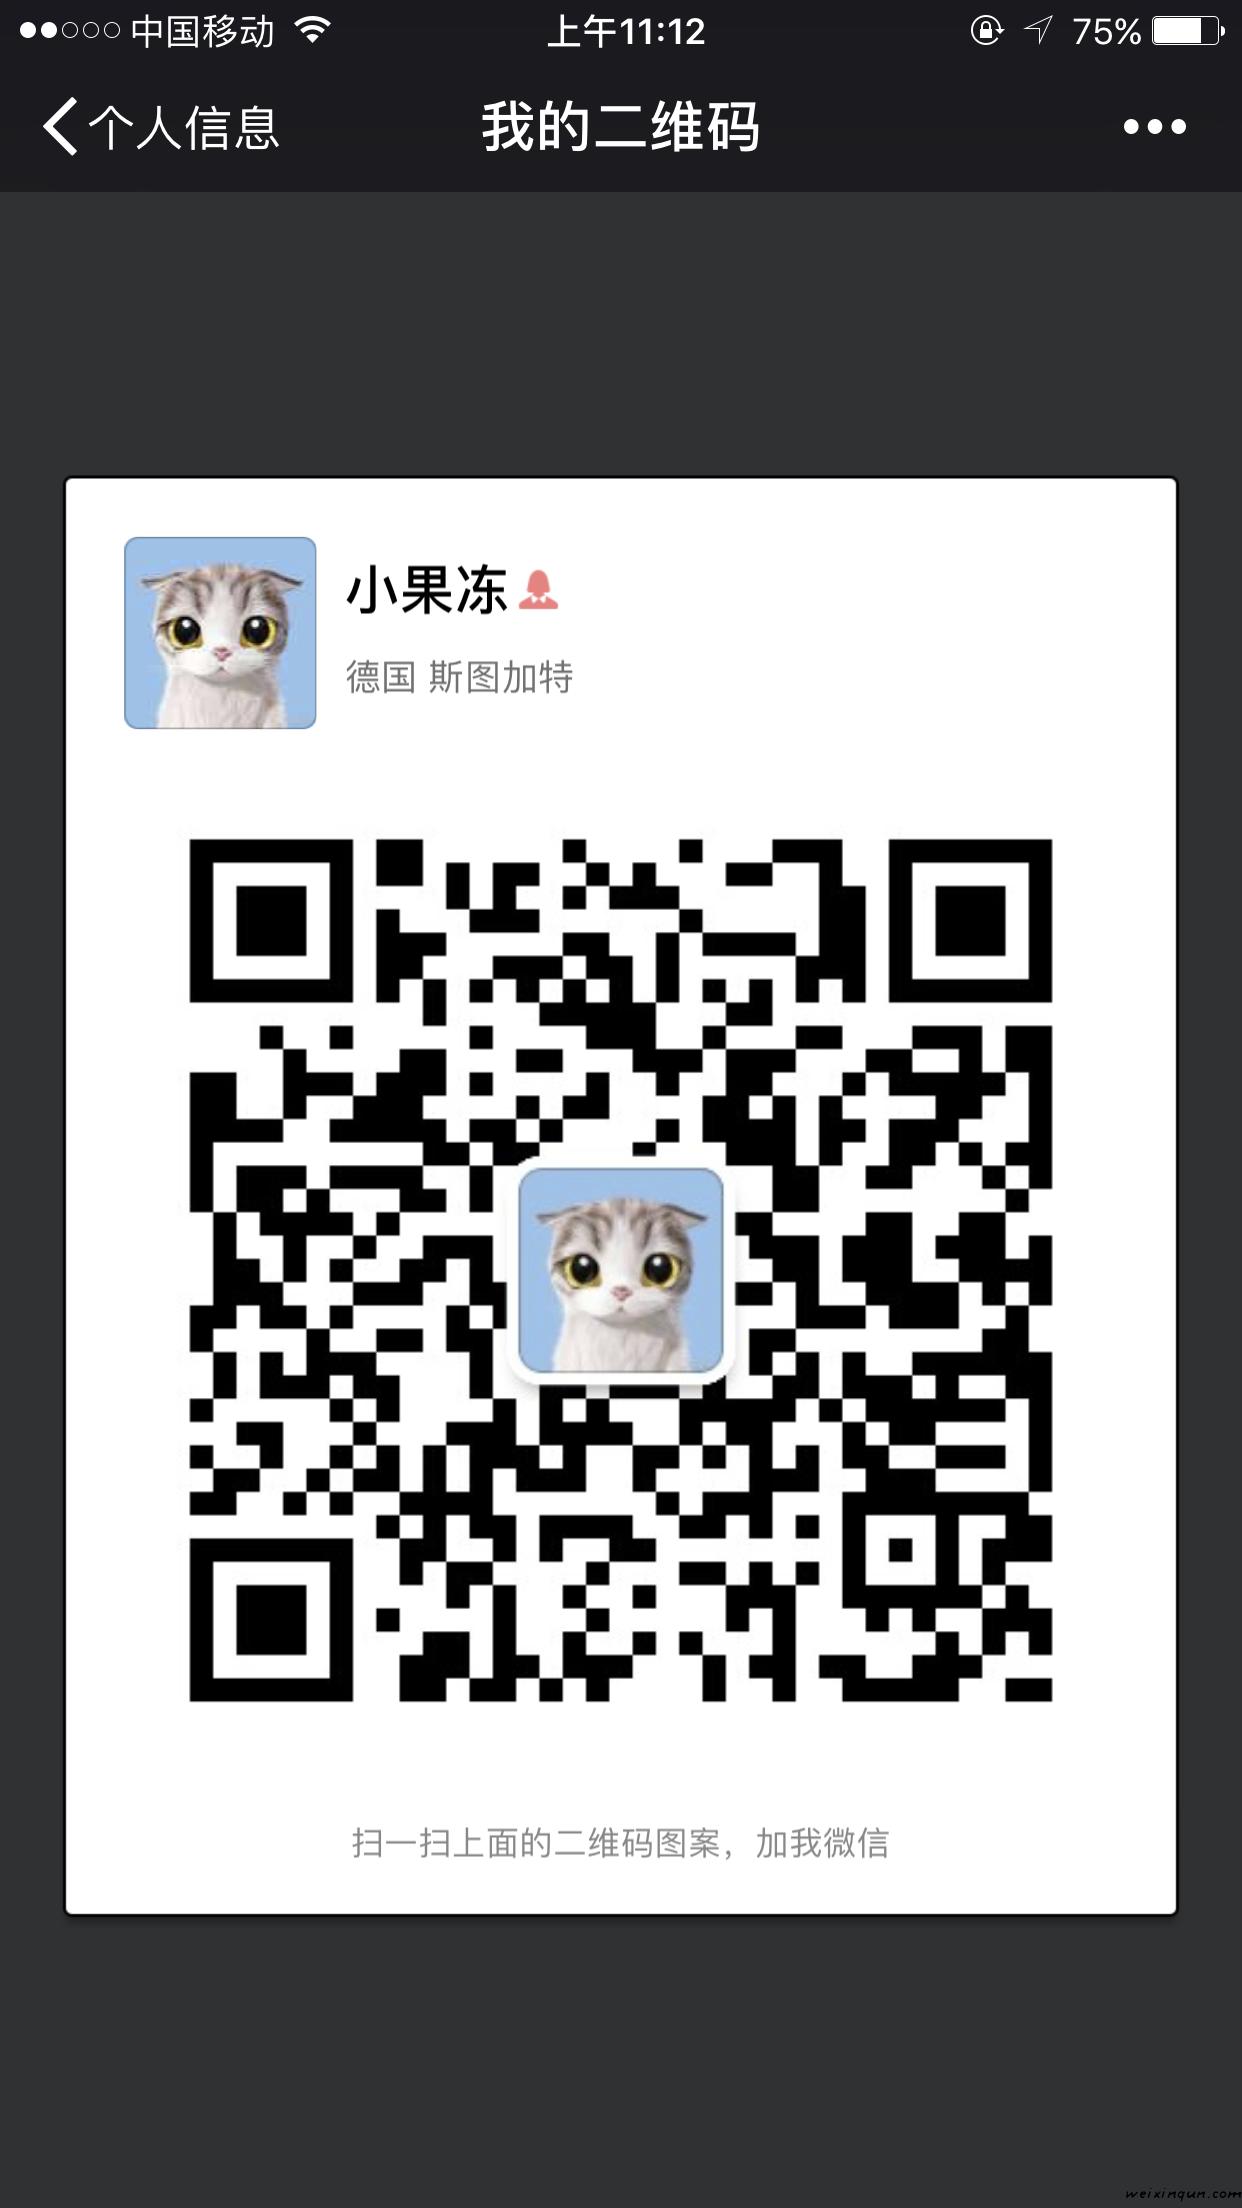 中国移动 上午11:12 75%
个人信息 我的二维码
小果冻
德国 斯图加特
扫一扫上面的二维码图案，加我微信
weixinqun.com